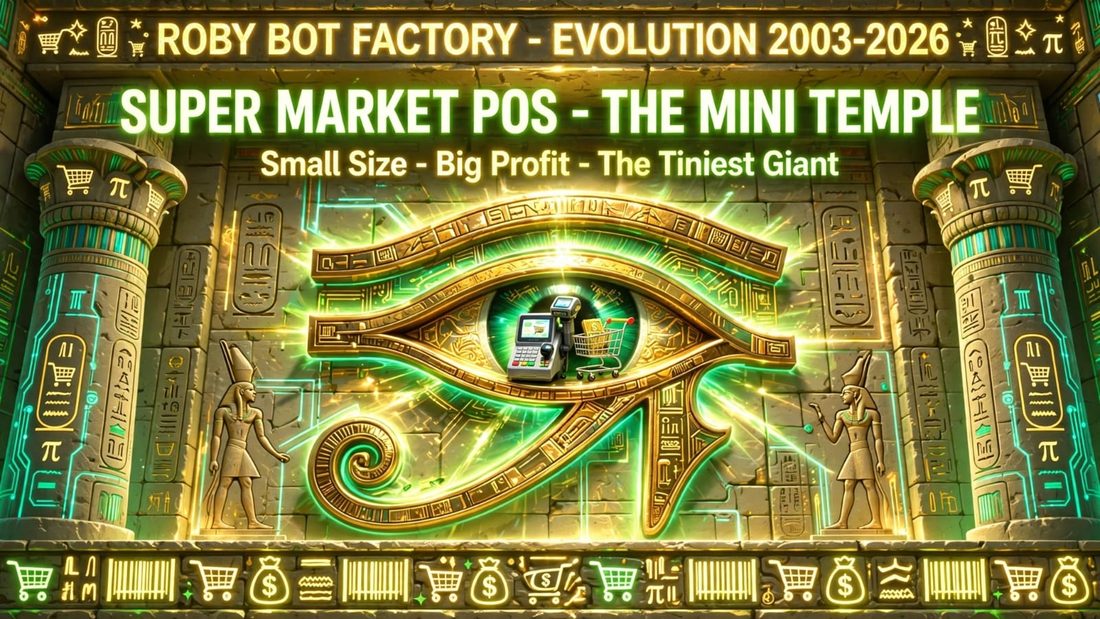 ROBY BOT FACTORY - EVOLUTION 2003-2026
π
SUPER MARKET POS - THE MINI TEMPLE
Small Size - Big Profit - The Tiniest Giant
π
π
π
π
$
$
$
$
$